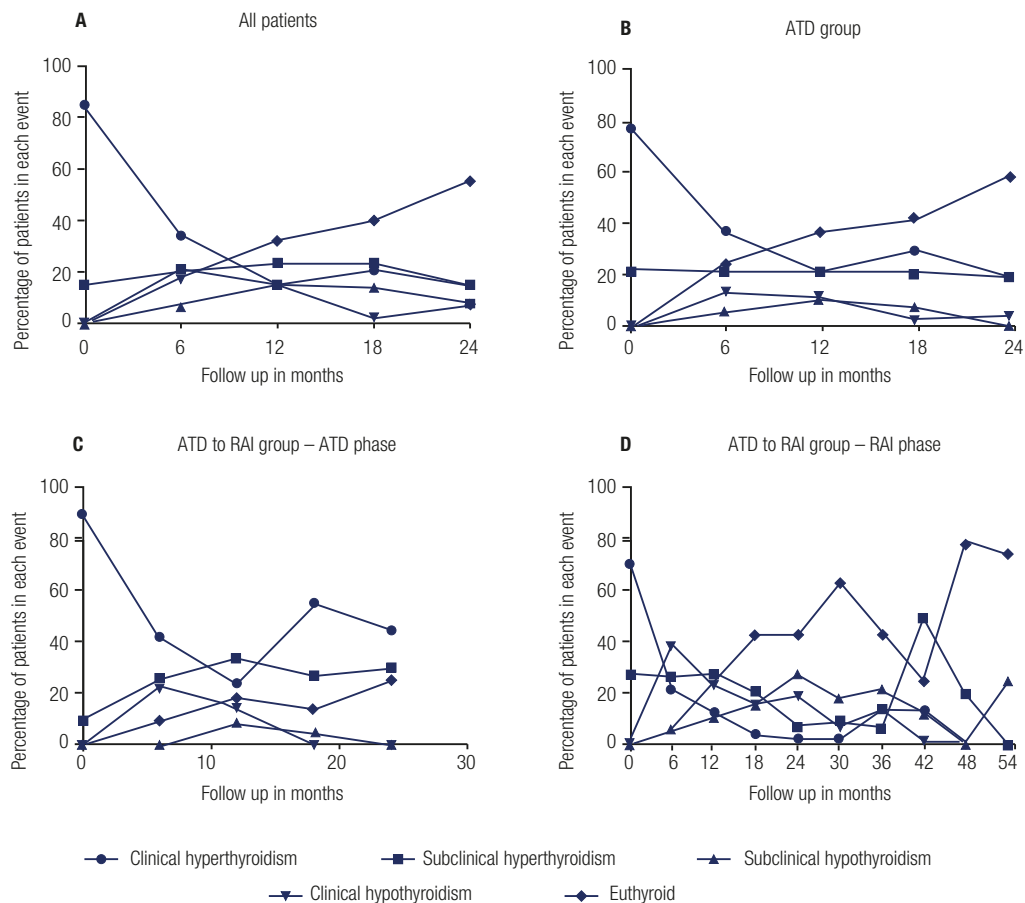 A All patients
Percentage of patients in each event
100
80
60
40
20
0
0 6 12 18 24
Follow up in months
B ATD group
Percentage of patients in each event
100
80
60
40
20
0
0 6 12 18 24
Follow up in months
C ATD to RAI group – ATD phase
Percentage of patients in each event
100
80
60
40
20
0
0 10 20 30
Follow up in months
D ATD to RAI group – RAI phase
Percentage of patients in each event
100
80
60
40
20
0
0 6 12 18 24 30 36 42 48 54
Follow up in months
Clinical hyperthyroidism Subclinical hyperthyroidism Subclinical hypothyroidism
Clinical hypothyroidism Euthyroid